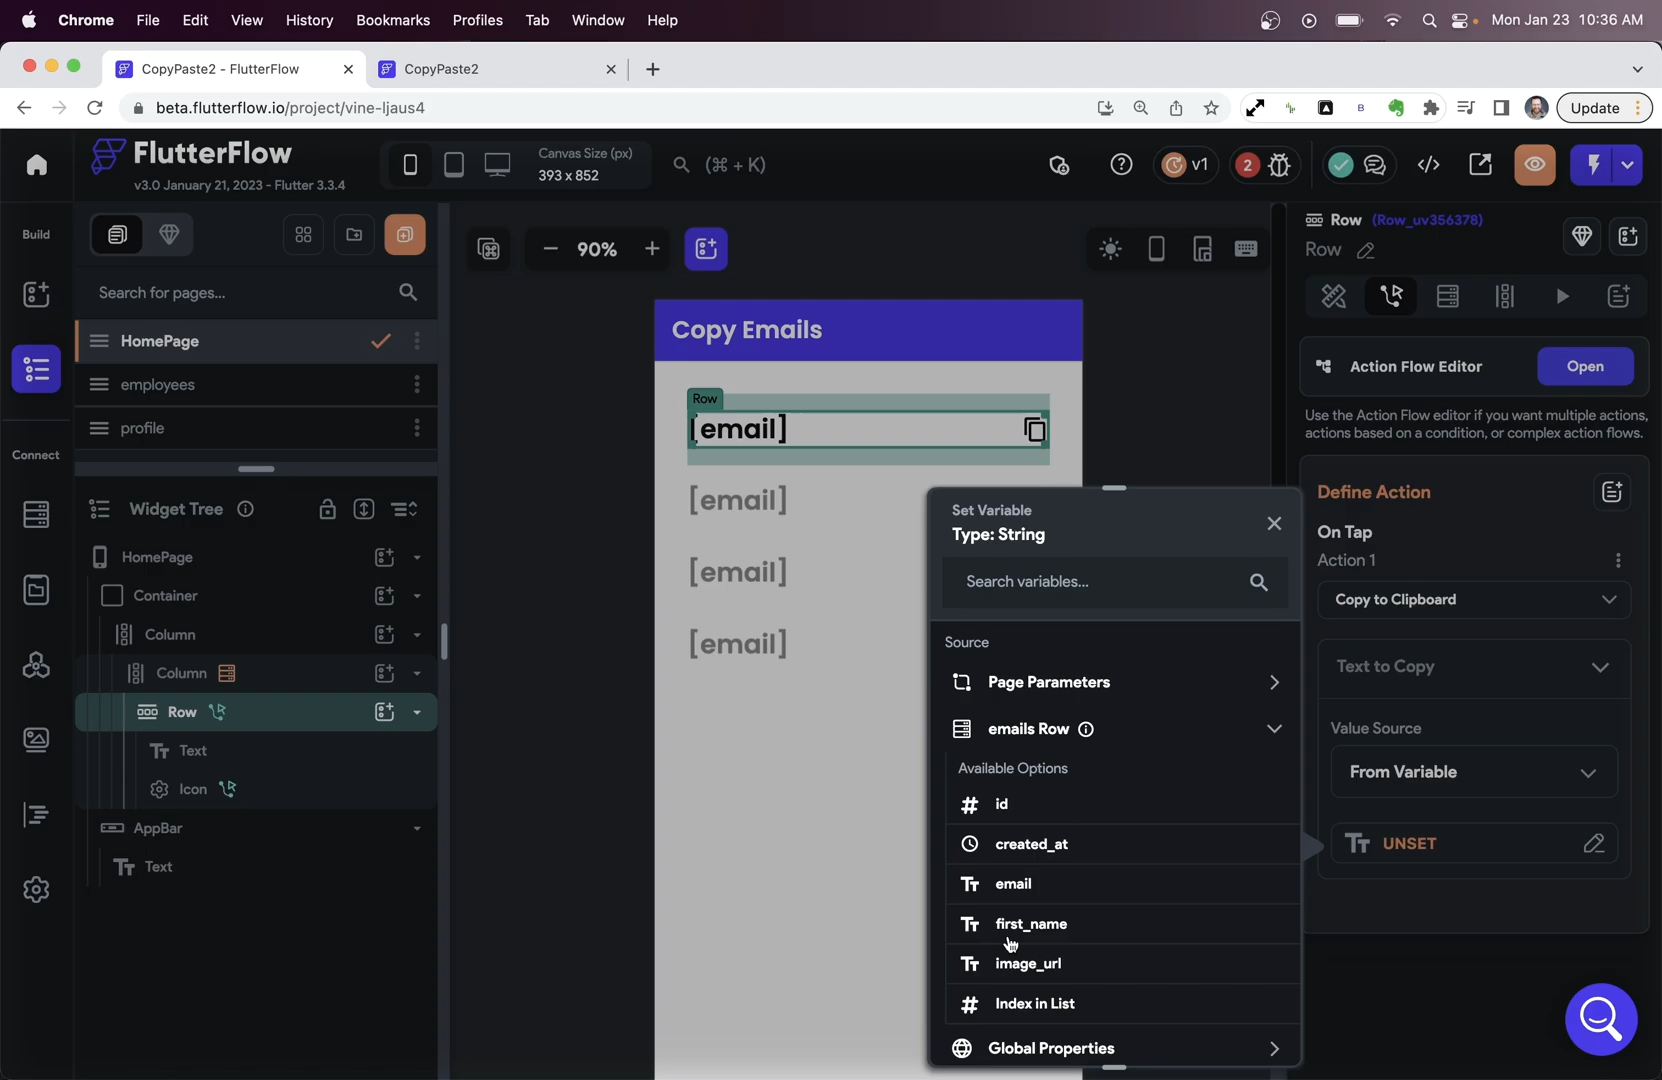 Chrome File Edit View History Bookmarks Profiles Tab Window Help Mon Jan 23 10:36 AM
CopyPaste2 - FlutterFlow CopyPaste2
beta.flutterflow.io/project/vine-ljaus4 B Update
FlutterFlow
v3.0 January 21, 2023 - Flutter 3.3.4
Canvas Size (px)
393 x 852
(⌘ + K)
v1
2
Build
Connect
Search for pages...
HomePage
employees
profile
Widget Tree
HomePage
Container
Column
Column
Row
Text
Icon
AppBar
Text
90%
Copy Emails
Row
[email]
[email]
[email]
[email]
Set Variable
Type: String
Search variables...
Source
Page Parameters
emails Row
Available Options
id
created_at
email
first_name
image_url
Index in List
Global Properties
Row (Row_uv356378)
Row
Action Flow Editor Open
Use the Action Flow editor if you want multiple actions,
actions based on a condition, or complex action flows.
Define Action
On Tap
Action 1
Copy to Clipboard
Text to Copy
Value Source
From Variable
UNSET